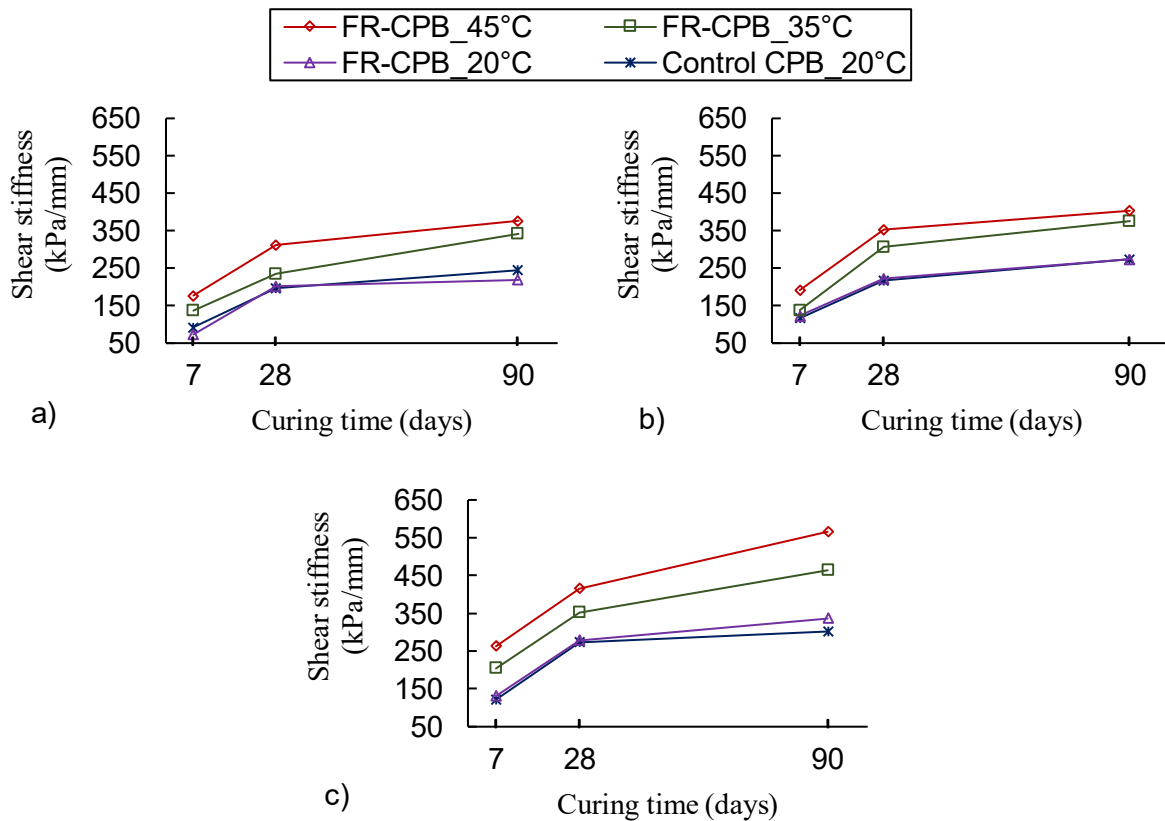 FR-CPB_45°C FR-CPB_35°C
FR-CPB_20°C Control CPB_20°C
Shear stiffness
(kPa/mm)
650
550
450
350
250
150
50
7 28 90
a)
Curing time (days)
Shear stiffness
(kPa/mm)
650
550
450
350
250
150
50
7 28 90
b)
Curing time (days)
Shear stiffness
(kPa/mm)
650
550
450
350
250
150
50
7 28 90
c)
Curing time (days)